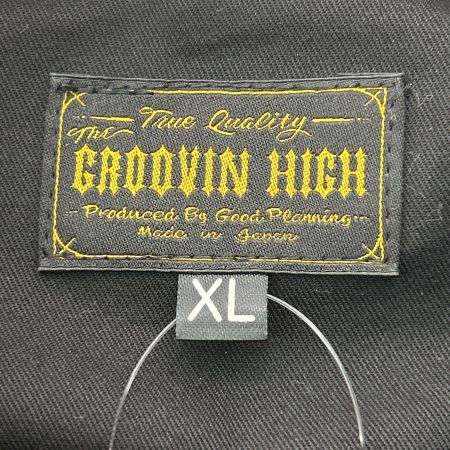 True Quality
The
GROOVIN HIGH
Produced By Good Planning
Made in Japan
XL